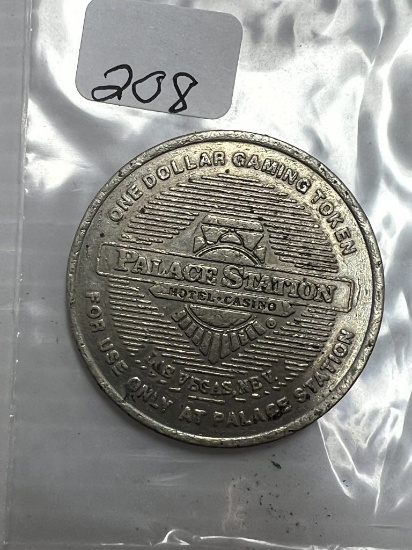 208
ONE DOLLAR GAMING TOKEN
PALACE STATION
HOTEL • CASINO
©
LAS VEGAS, NEV.
FOR USE ONLY AT PALACE STATION